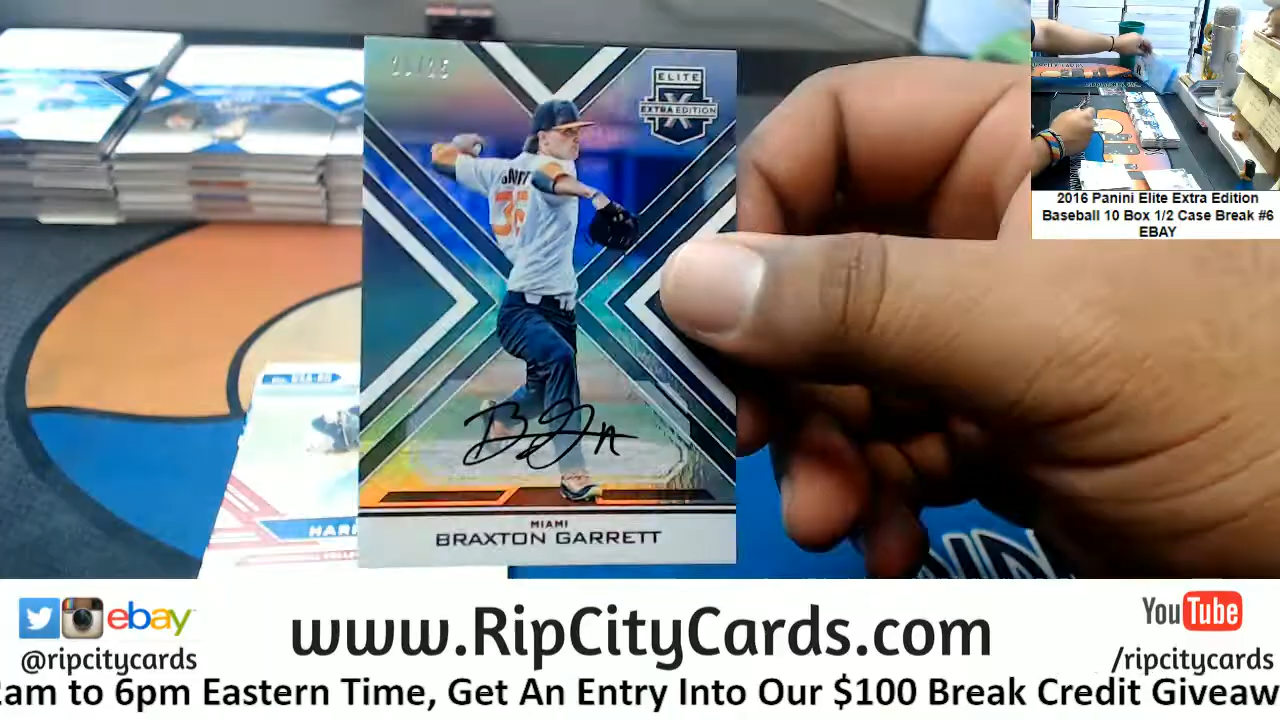 ELITE
X
EXTRA EDITION
MIAMI
BRAXTON GARRETT
2016 Panini Elite Extra Edition
Baseball 10 Box 1/2 Case Break #6
EBAY
ebay
@ripcitycards
www.RipCityCards.com
YouTube
/ripcitycards
am to 6pm Eastern Time, Get An Entry Into Our $100 Break Credit Giveaw